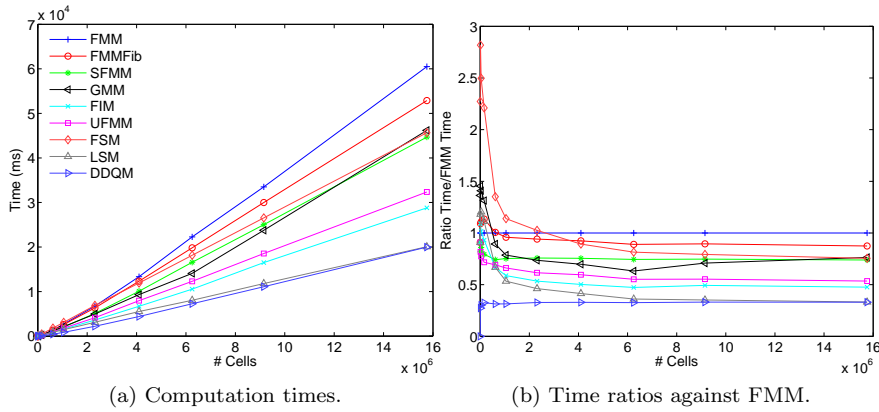 7 x 10^4
6
5
4
3
2
1
0
Time (ms)
FMM
FMMFib
SFMM
GMM
FIM
UFMM
FSM
LSM
DDQM
0 2 4 6 8 10 12 14 16
# Cells
x 10^6
(a) Computation times.
3
2.5
2
1.5
1
0.5
0
Ratio Time/FMM Time
0 2 4 6 8 10 12 14 16
# Cells
x 10^6
(b) Time ratios against FMM.